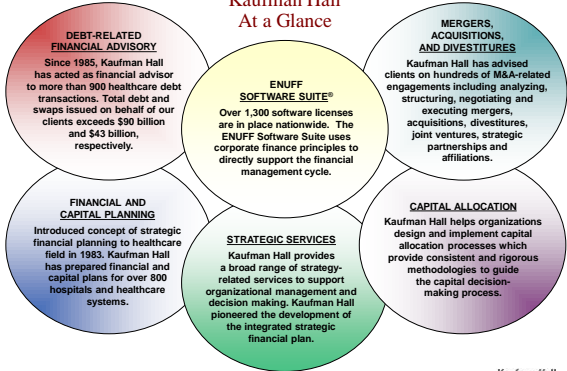 Kaufman Hall
At a Glance
DEBT-RELATED
FINANCIAL ADVISORY
Since 1985, Kaufman Hall
has acted as financial advisor
to more than 900 healthcare debt
transactions. Total debt and
swaps issued on behalf of our
clients exceeds $90 billion
and $43 billion,
respectively.
ENUFF
SOFTWARE SUITE®
Over 1,300 software licenses
are in place nationwide. The
ENUFF Software Suite uses
corporate finance principles to
directly support the financial
management cycle.
MERGERS,
ACQUISITIONS,
AND DIVESTITURES
Kaufman Hall has advised
clients on hundreds of M&A-related
engagements including analyzing,
structuring, negotiating and
executing mergers,
acquisitions, divestitures,
joint ventures, strategic
partnerships and
affiliations.
FINANCIAL AND
CAPITAL PLANNING
Introduced concept of strategic
financial planning to healthcare
field in 1983. Kaufman Hall
has prepared financial and
capital plans for over 800
hospitals and healthcare
systems.
STRATEGIC SERVICES
Kaufman Hall provides
a broad range of strategy-
related services to support
organizational management and
decision making. Kaufman Hall
pioneered the development of
the integrated strategic
financial plan.
CAPITAL ALLOCATION
Kaufman Hall helps organizations
design and implement capital
allocation processes which
provide consistent and rigorous
methodologies to guide
the capital decision-
making process.